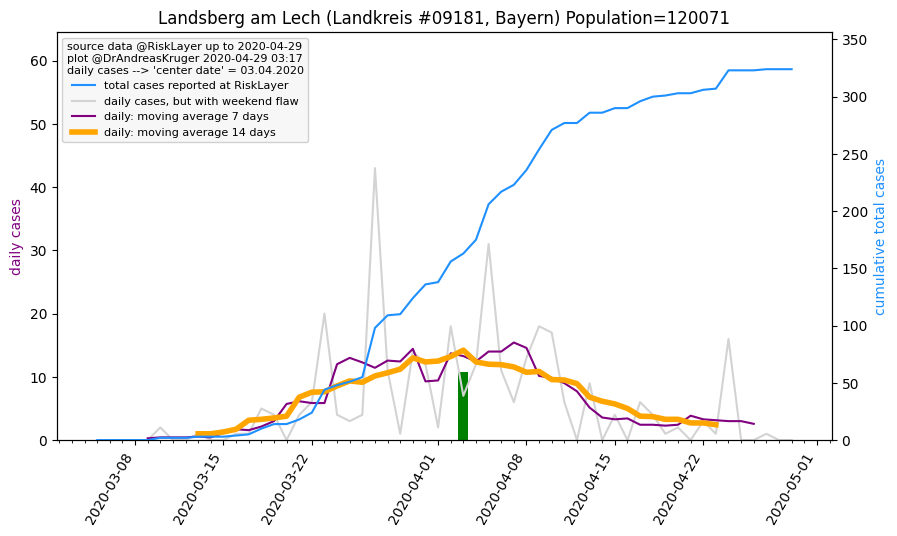 Landsberg am Lech (Landkreis #09181, Bayern) Population=120071
source data @RiskLayer up to 2020-04-29
plot @DrAndreasKruger 2020-04-29 03:17
daily cases --> 'center date' = 03.04.2020
total cases reported at RiskLayer
daily cases, but with weekend flaw
daily: moving average 7 days
daily: moving average 14 days
daily cases
60
50
40
30
20
10
0
350
300
250
200
150
100
50
0
cumulative total cases
2020-03-08
2020-03-15
2020-03-22
2020-04-01
2020-04-08
2020-04-15
2020-04-22
2020-05-01